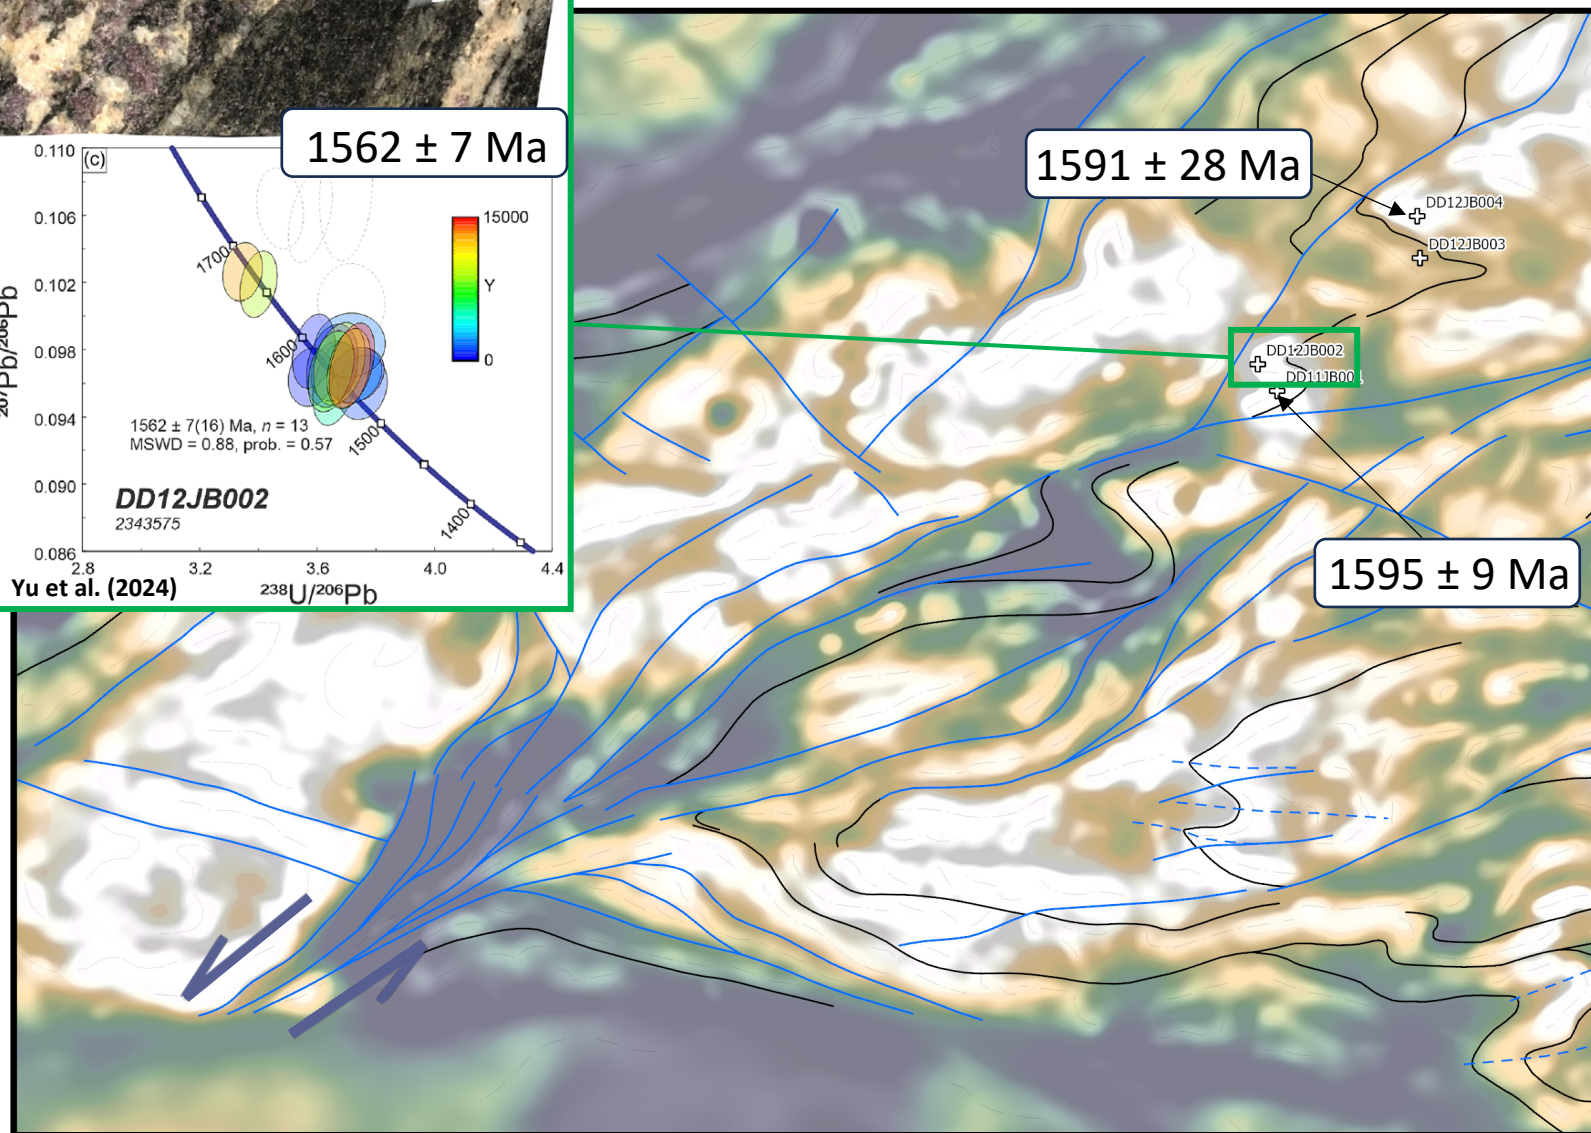 1562 ± 7 Ma
(c)
0.110
0.106
0.102
0.098
0.094
0.090
0.086
207Pb/206Pb
1700
1600
1500
1400
15000
Y
0
1562 ± 7(16) Ma, n = 13
MSWD = 0.88, prob. = 0.57
DD12JB002
2343575
2.8 3.2 3.6 4.0 4.4
Yu et al. (2024)
238U/206Pb
1591 ± 28 Ma
DD12JB004
DD12JB003
DD12JB002
DD11JB001
1595 ± 9 Ma